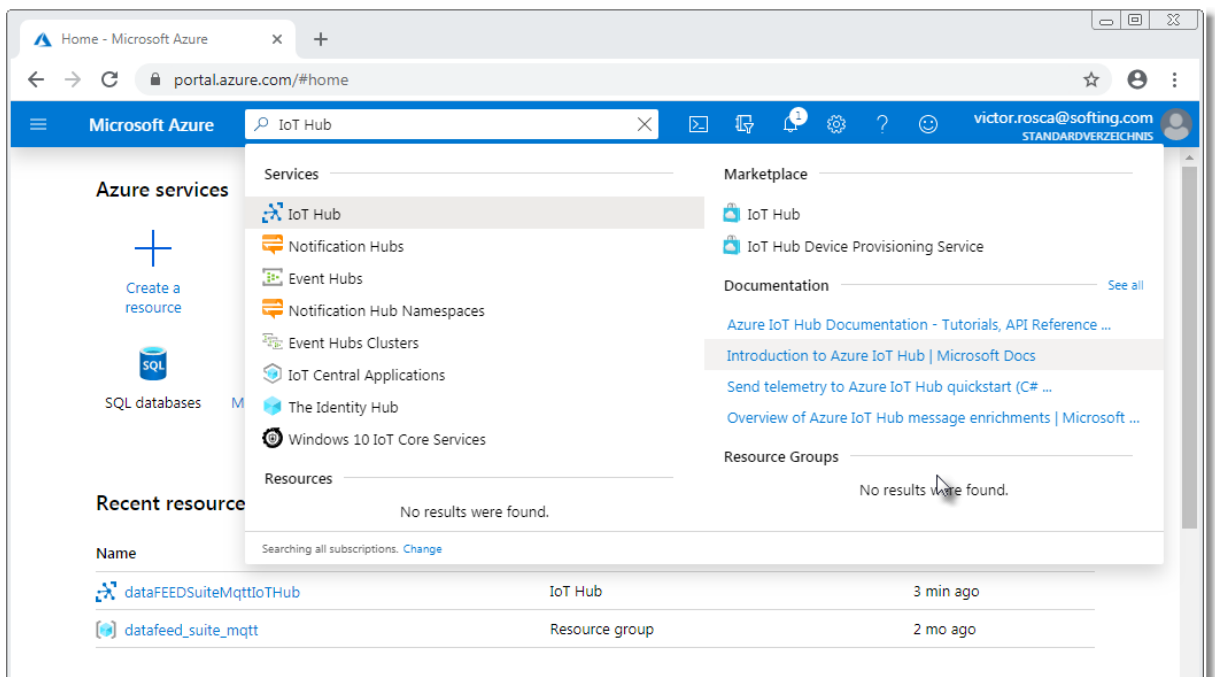 Home - Microsoft Azure
portal.azure.com/#home
Microsoft Azure
IoT Hub
1
victor.rosca@softing.com
STANDARDVERZEICHNIS
Azure services
Create a
resource
SQL
SQL databases
M
Services
IoT Hub
Notification Hubs
Event Hubs
Notification Hub Namespaces
Event Hubs Clusters
IoT Central Applications
The Identity Hub
Windows 10 IoT Core Services
Resources
No results were found.
Marketplace
IoT Hub
IoT Hub Device Provisioning Service
Documentation
See all
Azure IoT Hub Documentation - Tutorials, API Reference ...
Introduction to Azure IoT Hub | Microsoft Docs
Send telemetry to Azure IoT Hub quickstart (C# ...
Overview of Azure IoT Hub message enrichments | Microsoft ...
Resource Groups
No results were found.
Searching all subscriptions. Change
Recent resource
Name
dataFEEDSuiteMqttIoTHub IoT Hub 3 min ago
datafeed_suite_mqtt Resource group 2 mo ago